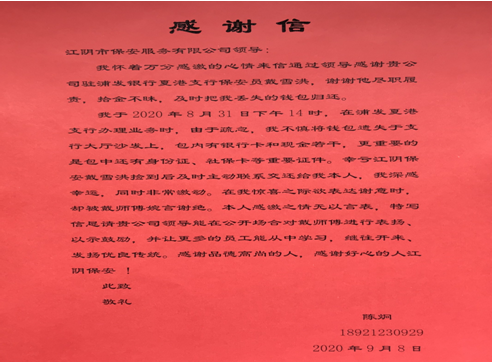 感谢信
江阴市保安服务有限公司领导：
我怀着万分感激的心情来信通过领导感谢贵公
司驻浦发银行夏港支行保安员戴雪洪，谢谢他尽职履
责，拾金不昧，及时把我丢失的钱包归还。
我于2020年8月31日下午14时，在浦发夏港
支行办理业务时，由于疏忽，我不慎将钱包遗失于支
行大厅沙发上，包内有银行卡和现金若干，更重要的
是包中还有身份证、社保卡等重要证件。幸亏江阴保
安戴雪洪捡到后及时主动联系交还给我本人，我深感
幸运，同时非常激动。在我惊喜之际欲表达谢意时，
却被戴师傅婉言谢绝。本人感激之情无以言表，特写
信恳请贵公司领导能在公开场合对戴师傅进行表扬、
以示鼓励，并让更多的员工能从中学习，继往开来、
发扬优良传统。感谢品德高尚的人，感谢好心的人江
阴保安！
此致
敬礼
陈炯
18921230929
2020年9月8日